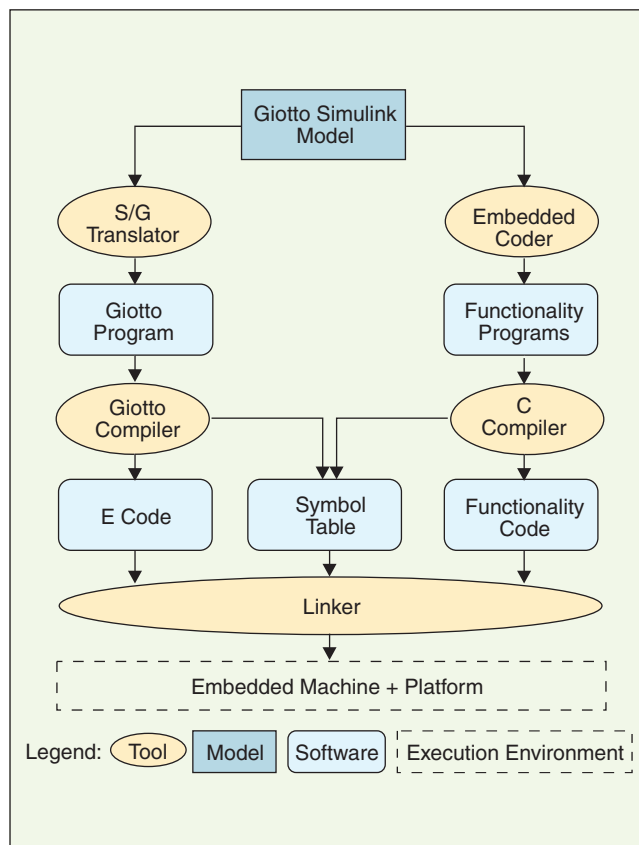 Giotto Simulink
Model
S/G
Translator
Embedded
Coder
Giotto
Program
Functionality
Programs
Giotto
Compiler
C
Compiler
E Code
Symbol
Table
Functionality
Code
Linker
Embedded Machine + Platform
Legend: Tool Model Software Execution Environment